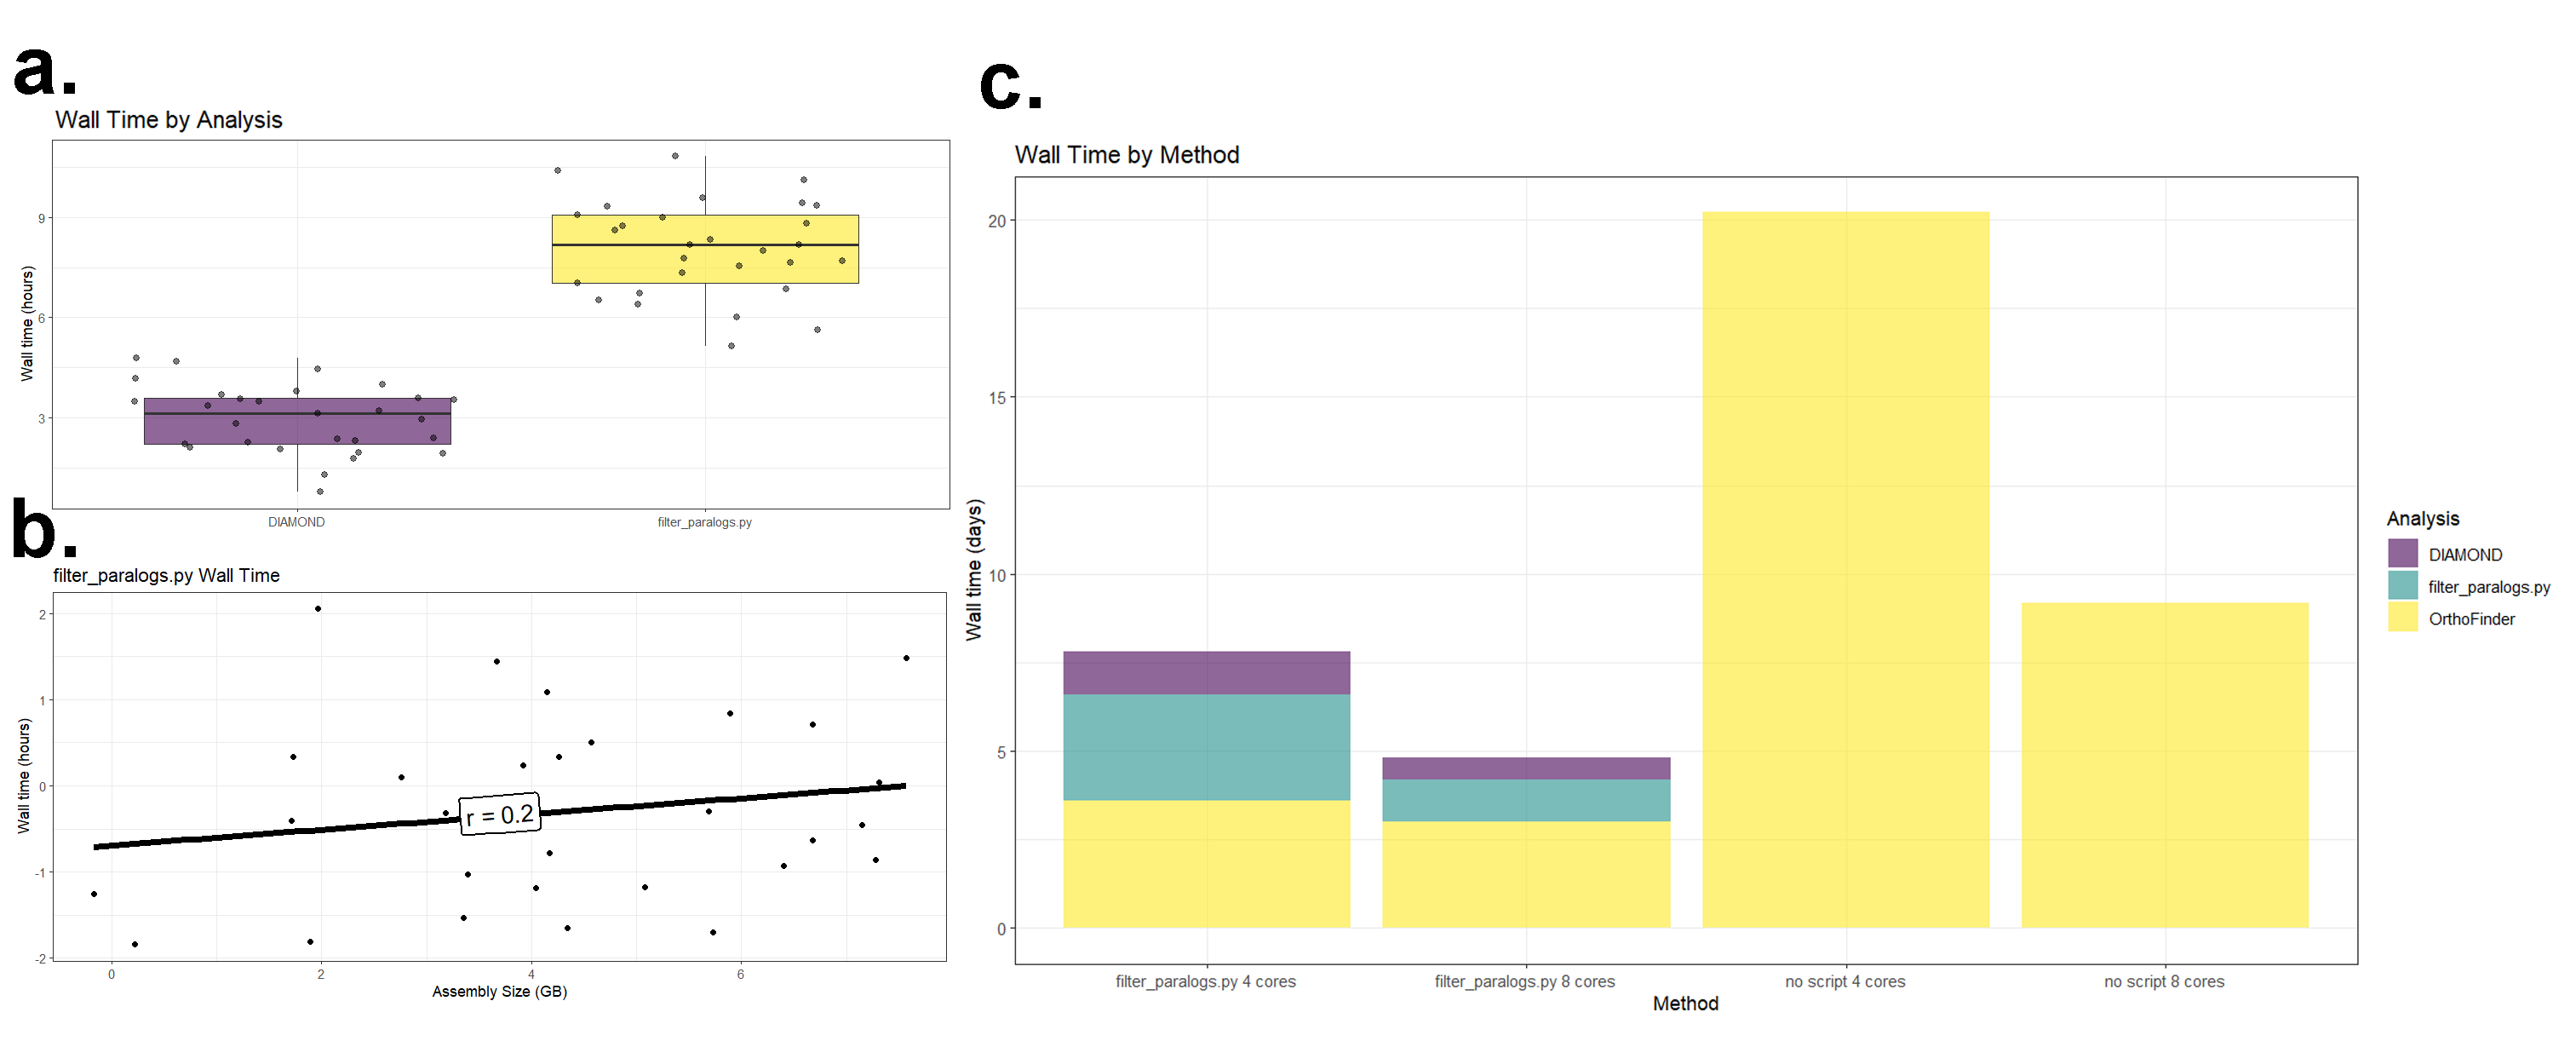 a.
Wall Time by Analysis
Wall time (hours)
9
6
3
DIAMOND
filter_paralogs.py
b.
filter_paralogs.py Wall Time
Wall time (hours)
2
1
0
-1
-2
r = 0.2
0
2
4
6
Assembly Size (GB)
c.
Wall Time by Method
Wall time (days)
20
15
10
5
0
filter_paralogs.py 4 cores
filter_paralogs.py 8 cores
no script 4 cores
no script 8 cores
Method
Analysis
DIAMOND
filter_paralogs.py
OrthoFinder